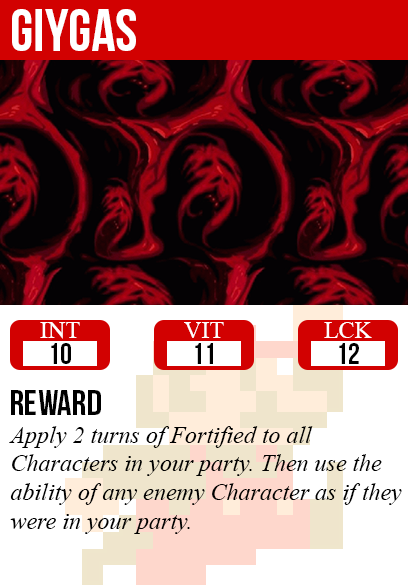 GIYGAS
INT VIT LCK
10 11 12
REWARD
Apply 2 turns of Fortified to all
Characters in your party. Then use the
ability of any enemy Character as if they
were in your party.